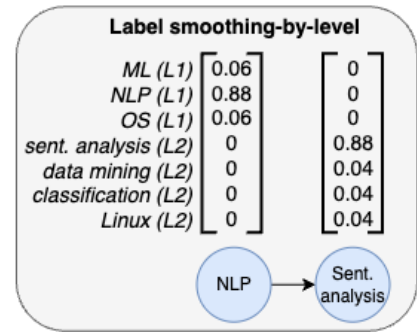 Label smoothing-by-level
ML (L1) 0.06 0
NLP (L1) 0.88 0
OS (L1) 0.06 0
sent. analysis (L2) 0 0.88
data mining (L2) 0 0.04
classification (L2) 0 0.04
Linux (L2) 0 0.04
NLP
Sent.
analysis